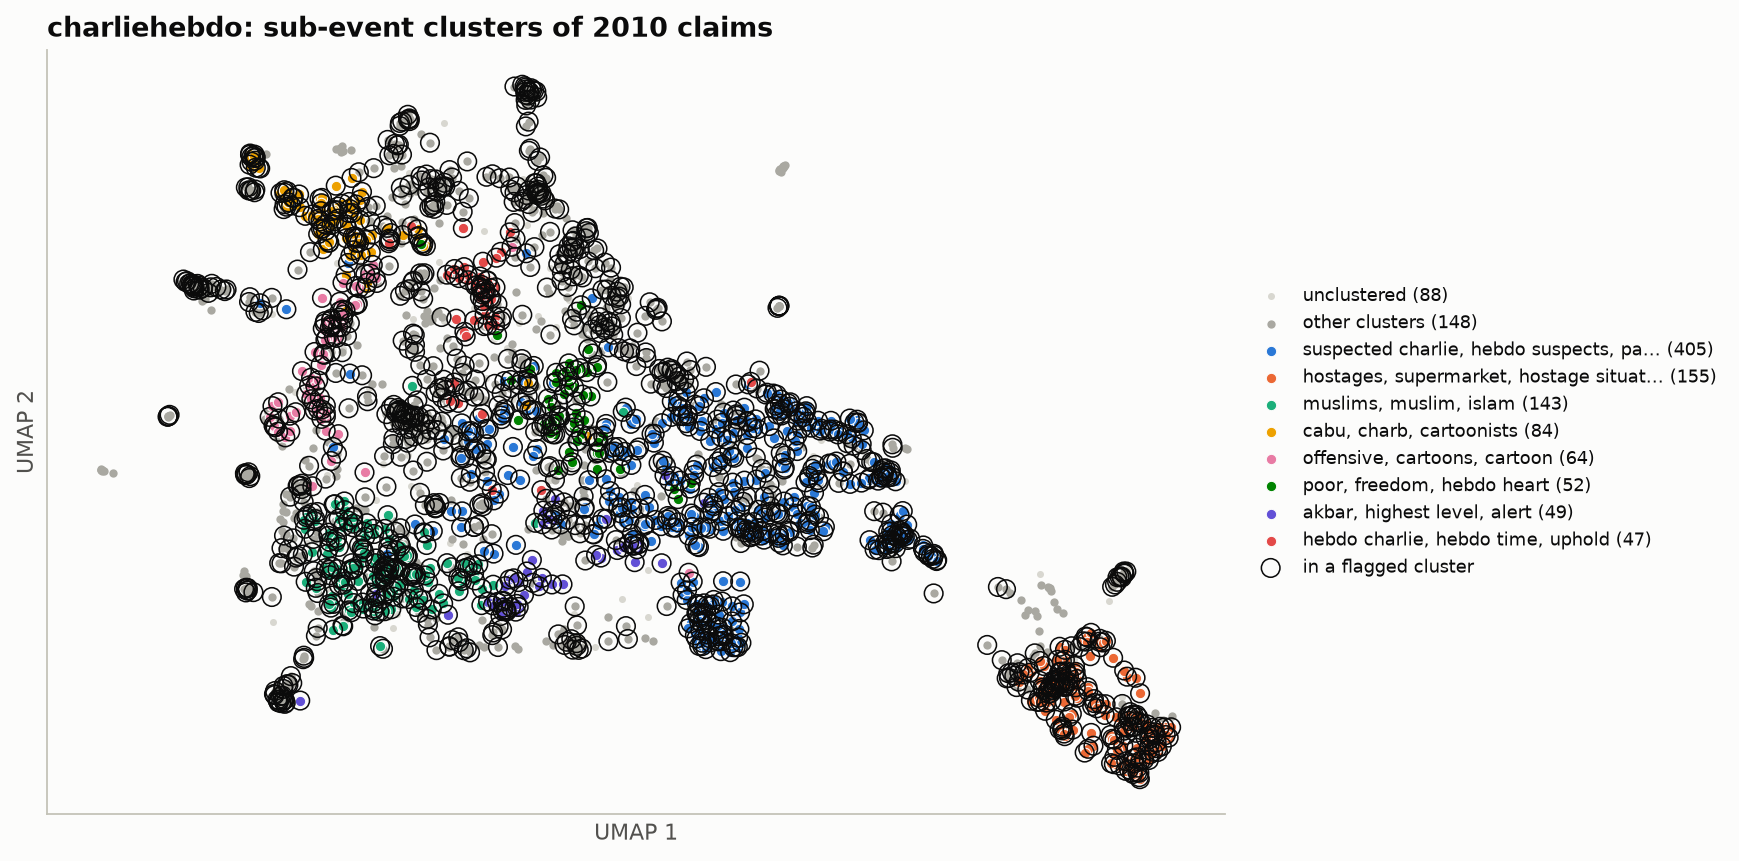 charliehebdo: sub-event clusters of 2010 claims
UMAP 2
UMAP 1
unclustered (88)
other clusters (148)
suspected charlie, hebdo suspects, pa... (405)
hostages, supermarket, hostage situat... (155)
muslims, muslim, islam (143)
cabu, charb, cartoonists (84)
offensive, cartoons, cartoon (64)
poor, freedom, hebdo heart (52)
akbar, highest level, alert (49)
hebdo charlie, hebdo time, uphold (47)
in a flagged cluster